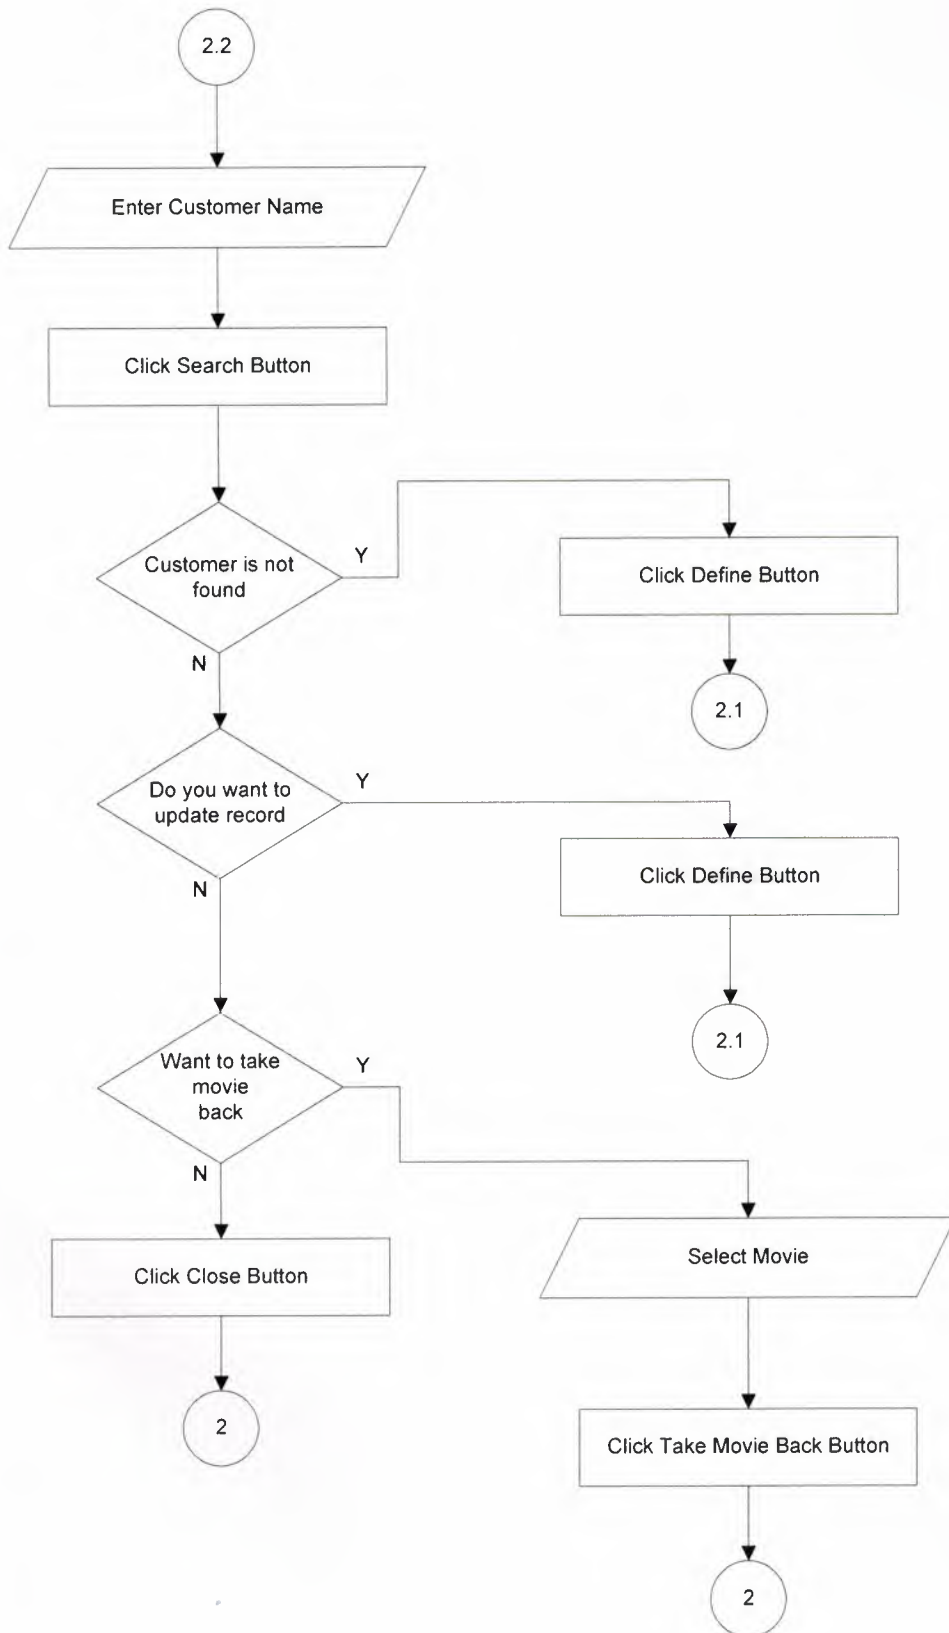 2.2
Enter Customer Name
Click Search Button
Customer is not
found
Y
N
Click Define Button
2.1
Do you want to
update record
Y
N
Click Define Button
2.1
Want to take
movie
back
Y
N
Click Close Button
2
Select Movie
Click Take Movie Back Button
2